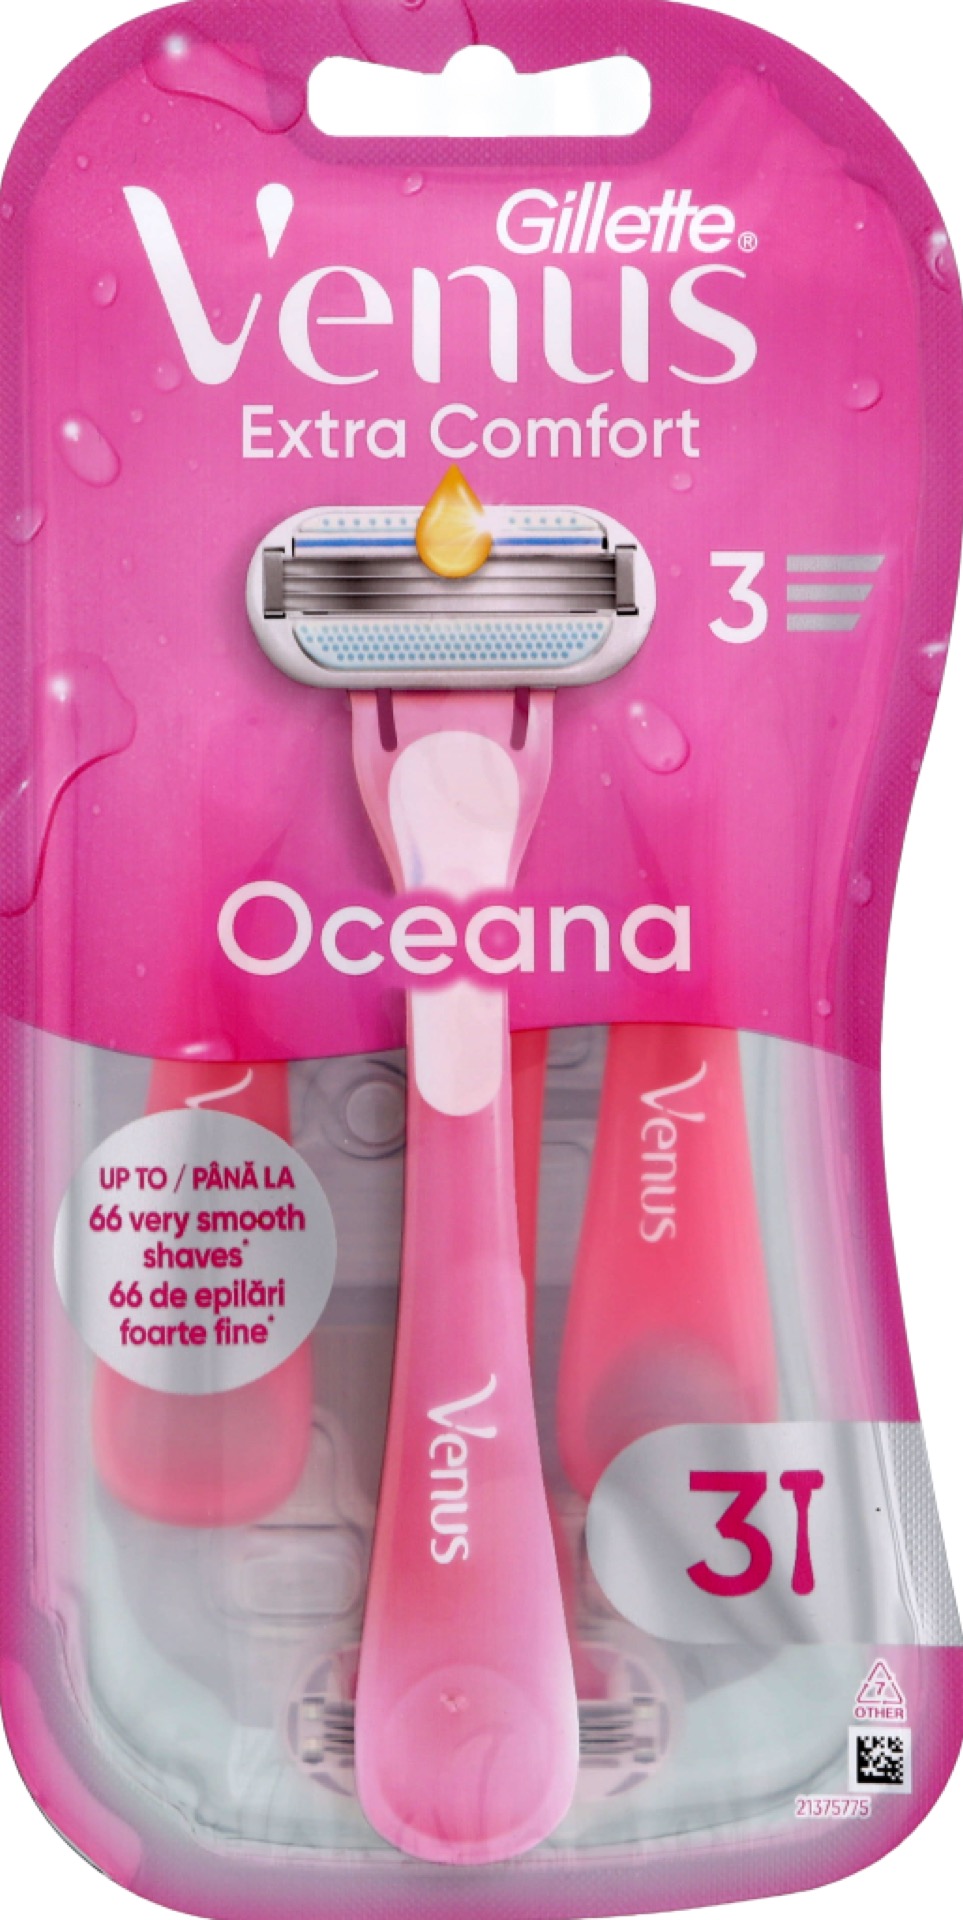 Gillette®
Venus
Extra Comfort
3
Oceana
V
Venus
UP TO / PÂNĂ LA
66 very smooth
shaves*
66 de epilări
foarte fine*
Venus
3
7
OTHER
21375775